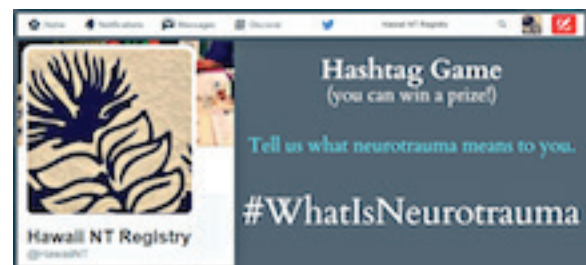 Home Notifications Messages Discover Hawaii NT Registry
Hashtag Game
(you can win a prize!)
Tell us what neurotrauma means to you.
#WhatIsNeurotrauma
Hawaii NT Registry
@HawaiiNT